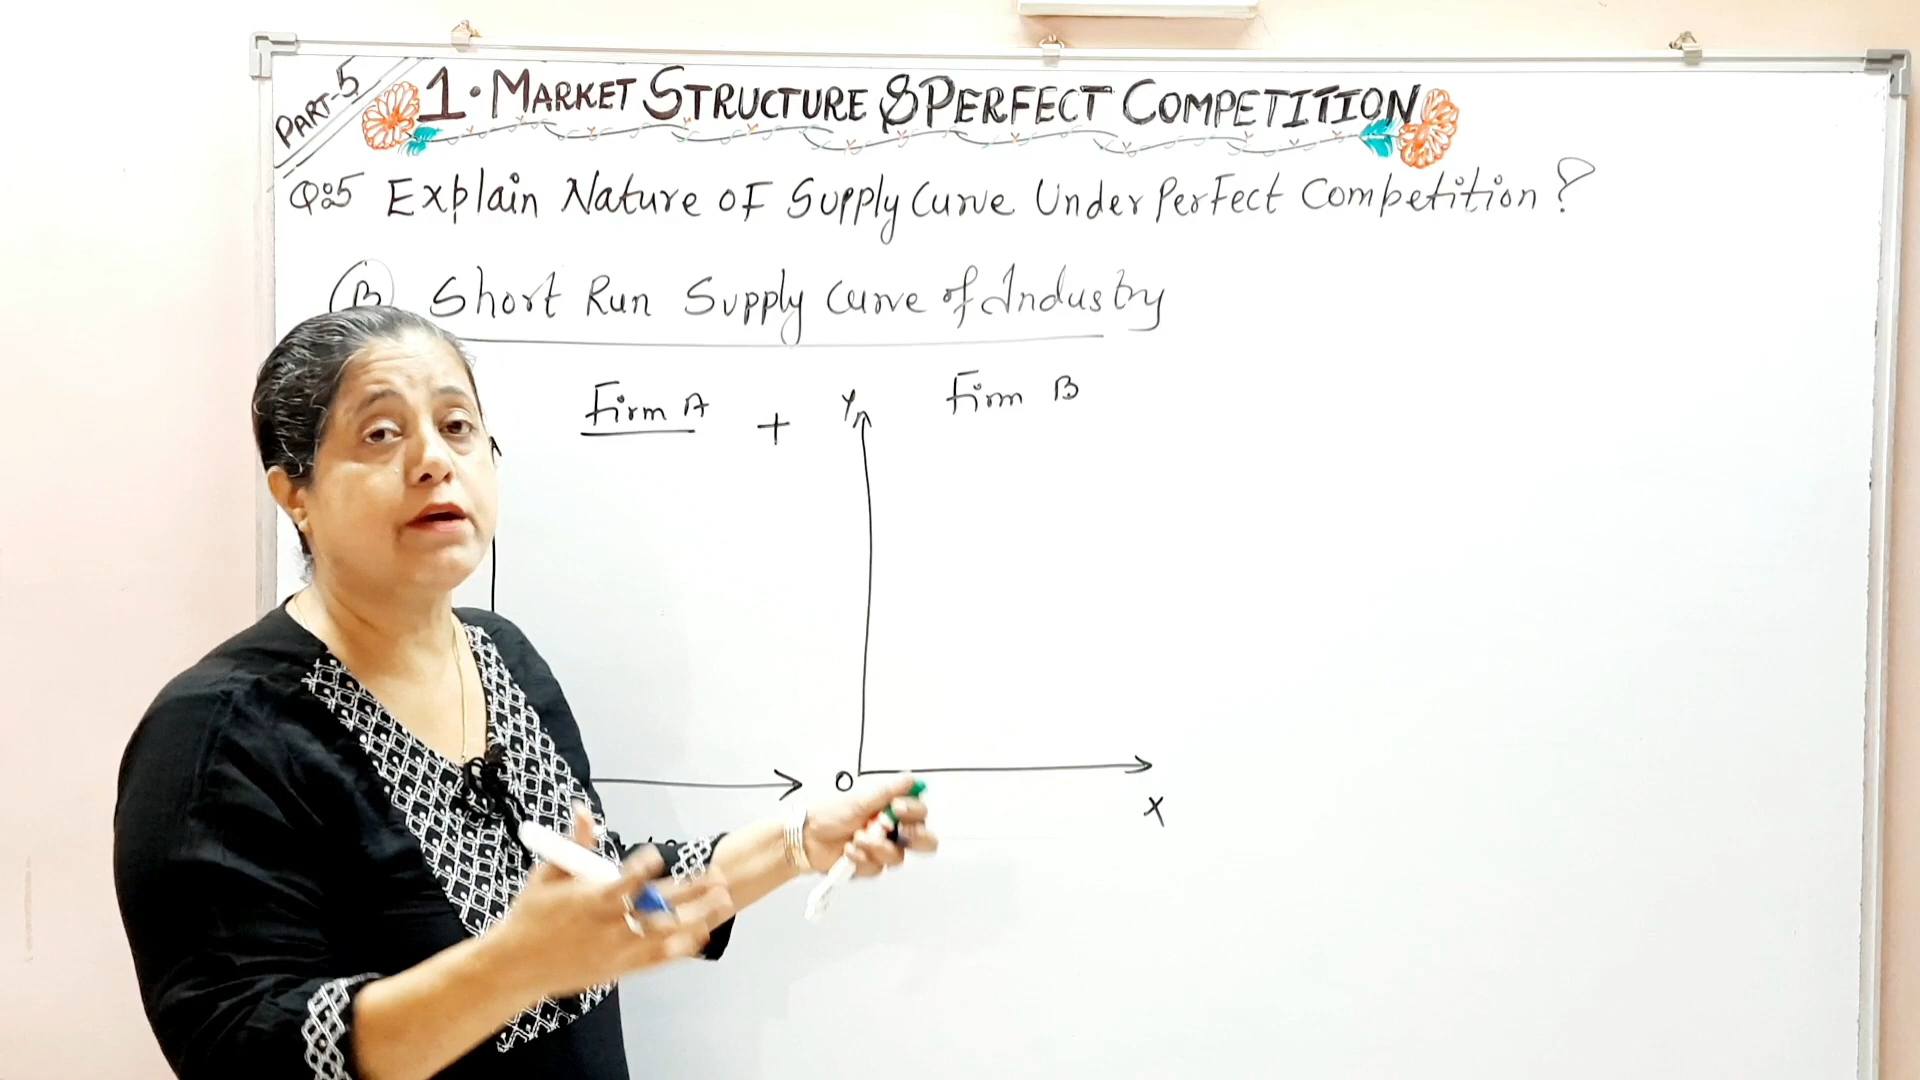 PART-5
1. MARKET STRUCTURE & PERFECT COMPETITION
Q:5 Explain Nature OF Supply Curve Under Perfect Competition?
B Short Run Supply Curve of Industry
Firm A + Y Firm B
O
X